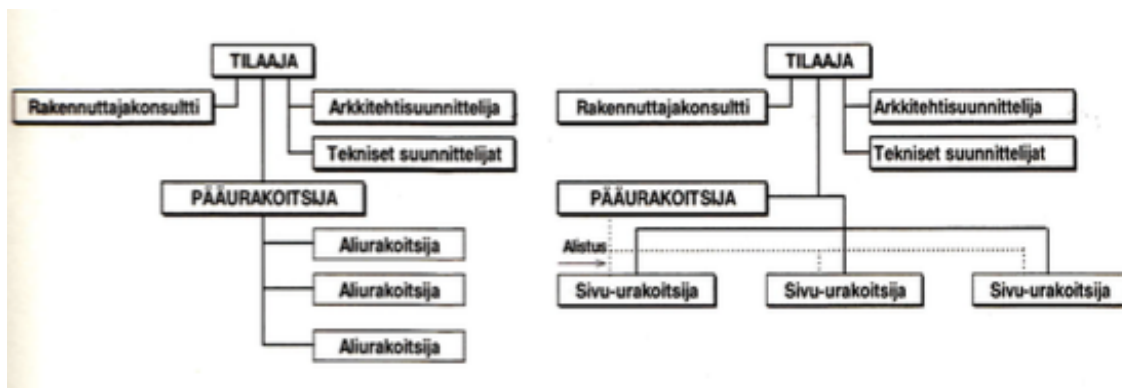 TILAAJA
Rakennuttajakonsultti
Arkkitehtisuunnittelija
Tekniset suunnittelijat
PÄÄURAKOITSIJA
Aliurakoitsija
Aliurakoitsija
Aliurakoitsija
TILAAJA
Rakennuttajakonsultti
Arkkitehtisuunnittelija
Tekniset suunnittelijat
PÄÄURAKOITSIJA
Alistus
Sivu-urakoitsija
Sivu-urakoitsija
Sivu-urakoitsija